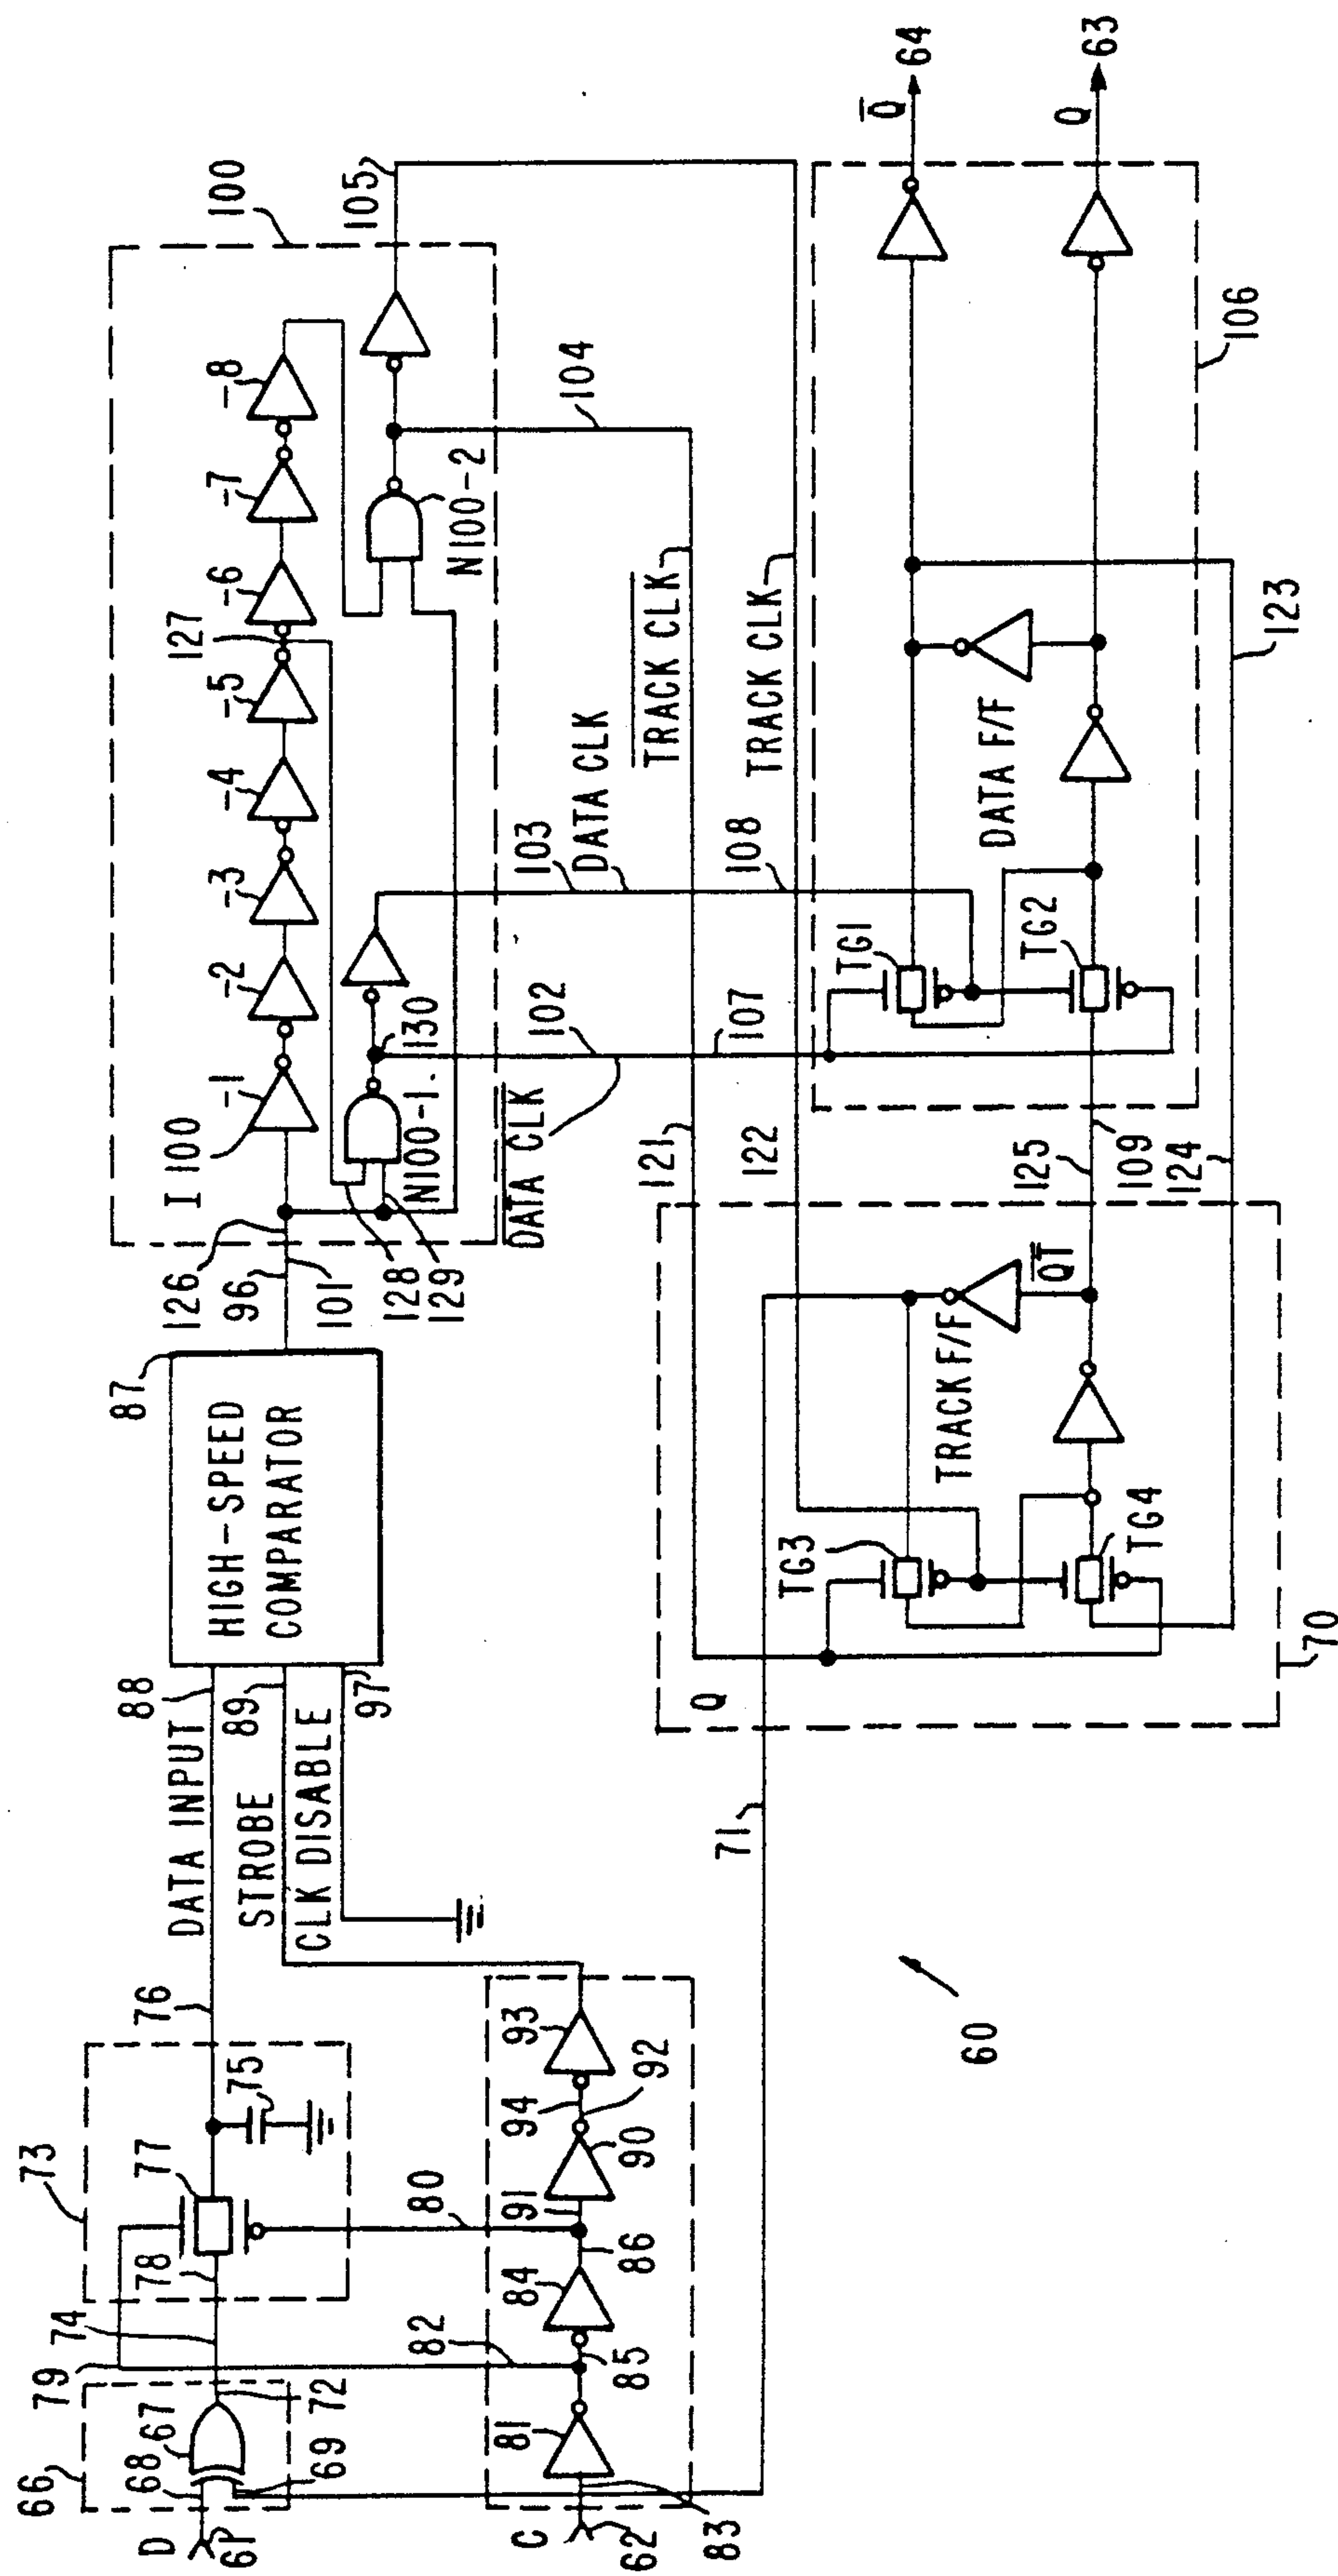 D
61
66
68
67
69
72
74
79
78
77
73
75
76
DATA INPUT
88
STROBE
89
CLK DISABLE
97
87
HIGH-SPEED
COMPARATOR
C
62
83
81
82
85
84
86
80
91
90
94
92
93
126
96
101
I 100
-1
-2
-3
-4
-5
127
-6
-7
-8
100
128
129
N100-1
130
N100-2
105
104
DATA CLK
102
103
DATA CLK
107
108
TRACK CLK
TRACK CLK
121
122
71
60
Q
TG3
TG4
TRACK F/F
QT
70
125
109
124
123
TG1
TG2
DATA F/F
106
Q
64
Q
63